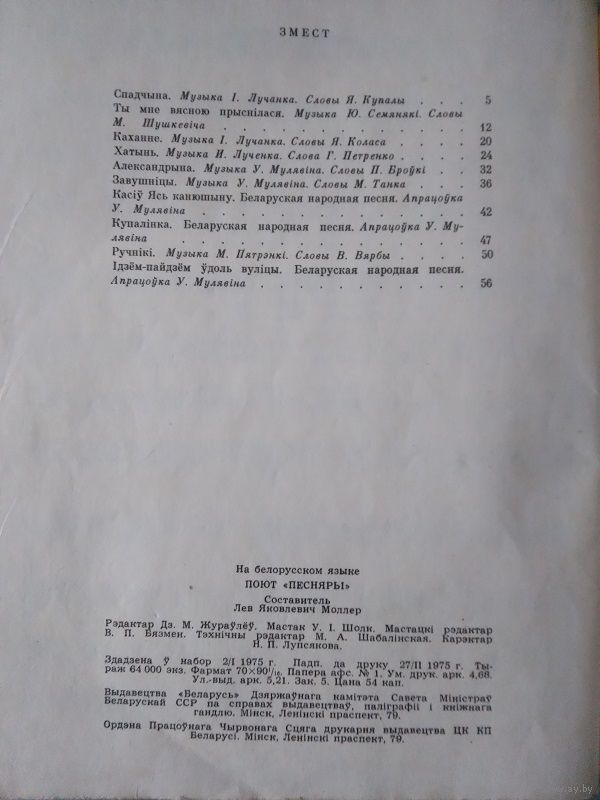 ЗМЕСТ
Спадчына. Музыка І. Лучанка. Словы Я. Купалы . . . 5
Ты мне вясною прыснілася. Музыка Ю. Семянякі. Словы
М. Шушкевіча . . . . . . . . . . . . 12
Каханне. Музыка І. Лучанка. Словы Я. Коласа . . . 20
Хатынь. Музыка И. Лученка. Слова Г. Петренко . . . . 24
Александрына. Музыка У. Мулявіна. Словы П. Броўкі . . 32
Завушніцы. Музыка У. Мулявіна. Словы М. Танка . . . 36
Касіў Ясь канюшыну. Беларуская народная песня. Апрацоўка
У. Мулявіна . . . . . . . . . . . . . 42
Купалінка. Беларуская народная песня. Апрацоўка У. Му-
лявіна . . . . . . . . . . . . . . 47
Ручнікі. Музыка М. Пятрэнкі. Словы В. Вярбы . . . . 50
Ідзём-пайдзём ўдоль вуліцы. Беларуская народная песня.
Апрацоўка У. Мулявіна . . . . . . . . . . 56
На белорусском языке
ПОЮТ «ПЕСНЯРЫ»
Составитель
Лев Яковлевич Моллер
Рэдактар Дз. М. Жураўлёў. Мастак У. І. Шолк. Мастацкі рэдактар
В. П. Бязмен. Тэхнічны рэдактар М. А. Шабалінская. Карэктар
Н. П. Лупсякова.
Здадзена ў набор 2/I 1975 г. Падп. да друку 27/II 1975 г. Ты-
раж 64 000 экз. Фармат 70×90¹/₁₆. Папера афс. № 1. Ум. друк. арк. 4,68.
Ул.-выд. арк. 5,21. Зак. 5. Цана 54 кап.
Выдавецтва «Беларусь» Дзяржаўнага камітэта Савета Міністраў
Беларускай ССР па справах выдавецтваў, паліграфіі і кніжнага
гандлю. Мінск, Ленінскі праспект, 79.
Ордэна Працоўнага Чырвонага Сцяга друкарня выдавецтва ЦК КП
Беларусі. Мінск, Ленінскі праспект, 79.